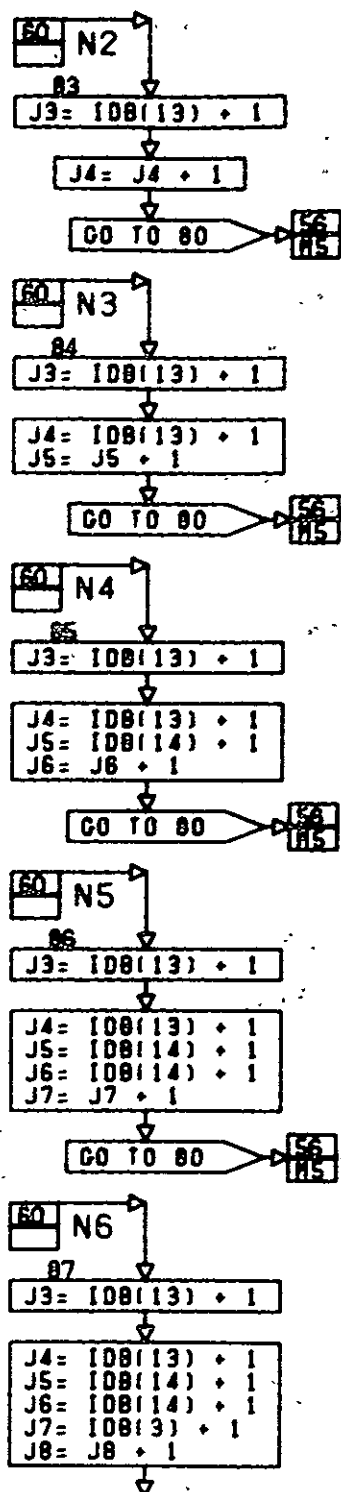 60 N2
83
J3= IDB(13) + 1
J4= J4 + 1
GO TO 80
56
M5
60 N3
84
J3= IDB(13) + 1
J4= IDB(13) + 1
J5= J5 + 1
GO TO 80
56
M5
60 N4
85
J3= IDB(13) + 1
J4= IDB(13) + 1
J5= IDB(14) + 1
J6= J6 + 1
GO TO 80
56
M5
60 N5
86
J3= IDB(13) + 1
J4= IDB(13) + 1
J5= IDB(14) + 1
J6= IDB(14) + 1
J7= J7 + 1
GO TO 80
56
M5
60 N6
87
J3= IDB(13) + 1
J4= IDB(13) + 1
J5= IDB(14) + 1
J6= IDB(14) + 1
J7= IDB(3) + 1
J8= J8 + 1